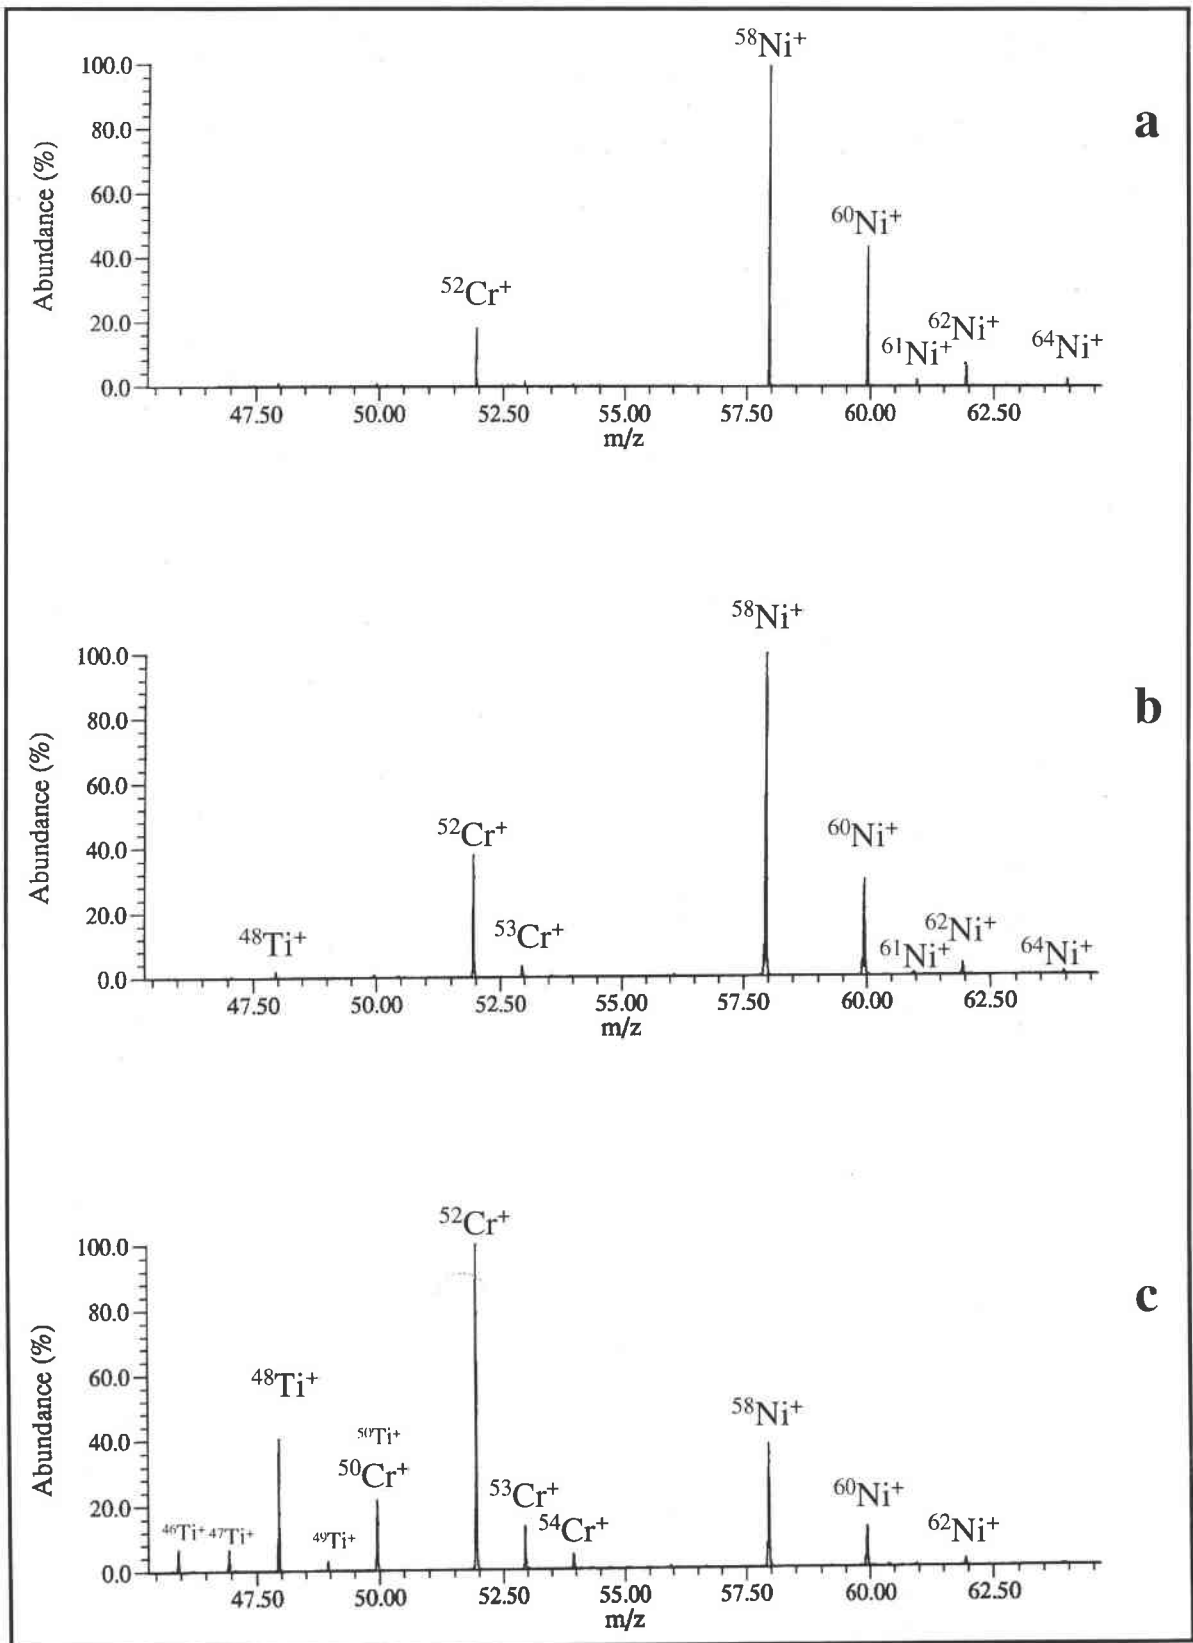 ⁵⁸Ni⁺
100.0
a
80.0
Abundance (%)
60.0
⁶⁰Ni⁺
40.0
⁵²Cr⁺
⁶²Ni⁺
20.0
⁶¹Ni⁺
⁶⁴Ni⁺
0.0
47.50 50.00 52.50 55.00 57.50 60.00 62.50
m/z
⁵⁸Ni⁺
100.0
b
80.0
Abundance (%)
60.0
⁵²Cr⁺
⁶⁰Ni⁺
40.0
20.0
⁴⁸Ti⁺
⁵³Cr⁺
⁶²Ni⁺
⁶¹Ni⁺
⁶⁴Ni⁺
0.0
47.50 50.00 52.50 55.00 57.50 60.00 62.50
m/z
⁵²Cr⁺
100.0
c
80.0
Abundance (%)
60.0
⁴⁸Ti⁺
⁵⁸Ni⁺
40.0
⁵⁰Ti⁺
⁵⁰Cr⁺
⁵³Cr⁺
⁶⁰Ni⁺
20.0
⁴⁶Ti⁺ ⁴⁷Ti⁺
⁴⁹Ti⁺
⁵⁴Cr⁺
⁶²Ni⁺
0.0
47.50 50.00 52.50 55.00 57.50 60.00 62.50
m/z